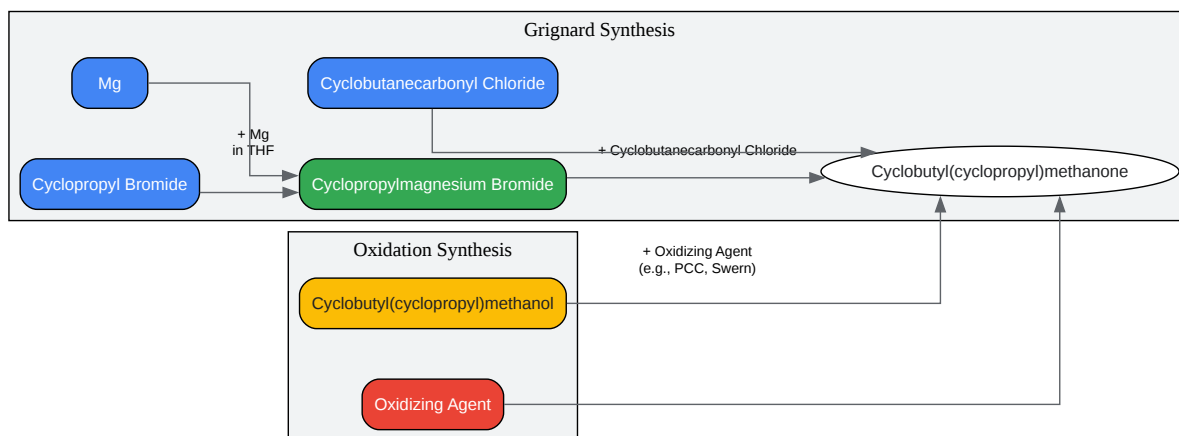 Grignard Synthesis
Mg
Cyclobutanecarbonyl Chloride
+ Mg
in THF
+ Cyclobutanecarbonyl Chloride
Cyclopropyl Bromide
Cyclopropylmagnesium Bromide
Cyclobutyl(cyclopropyl)methanone
Oxidation Synthesis
+ Oxidizing Agent
(e.g., PCC, Swern)
Cyclobutyl(cyclopropyl)methanol
Oxidizing Agent